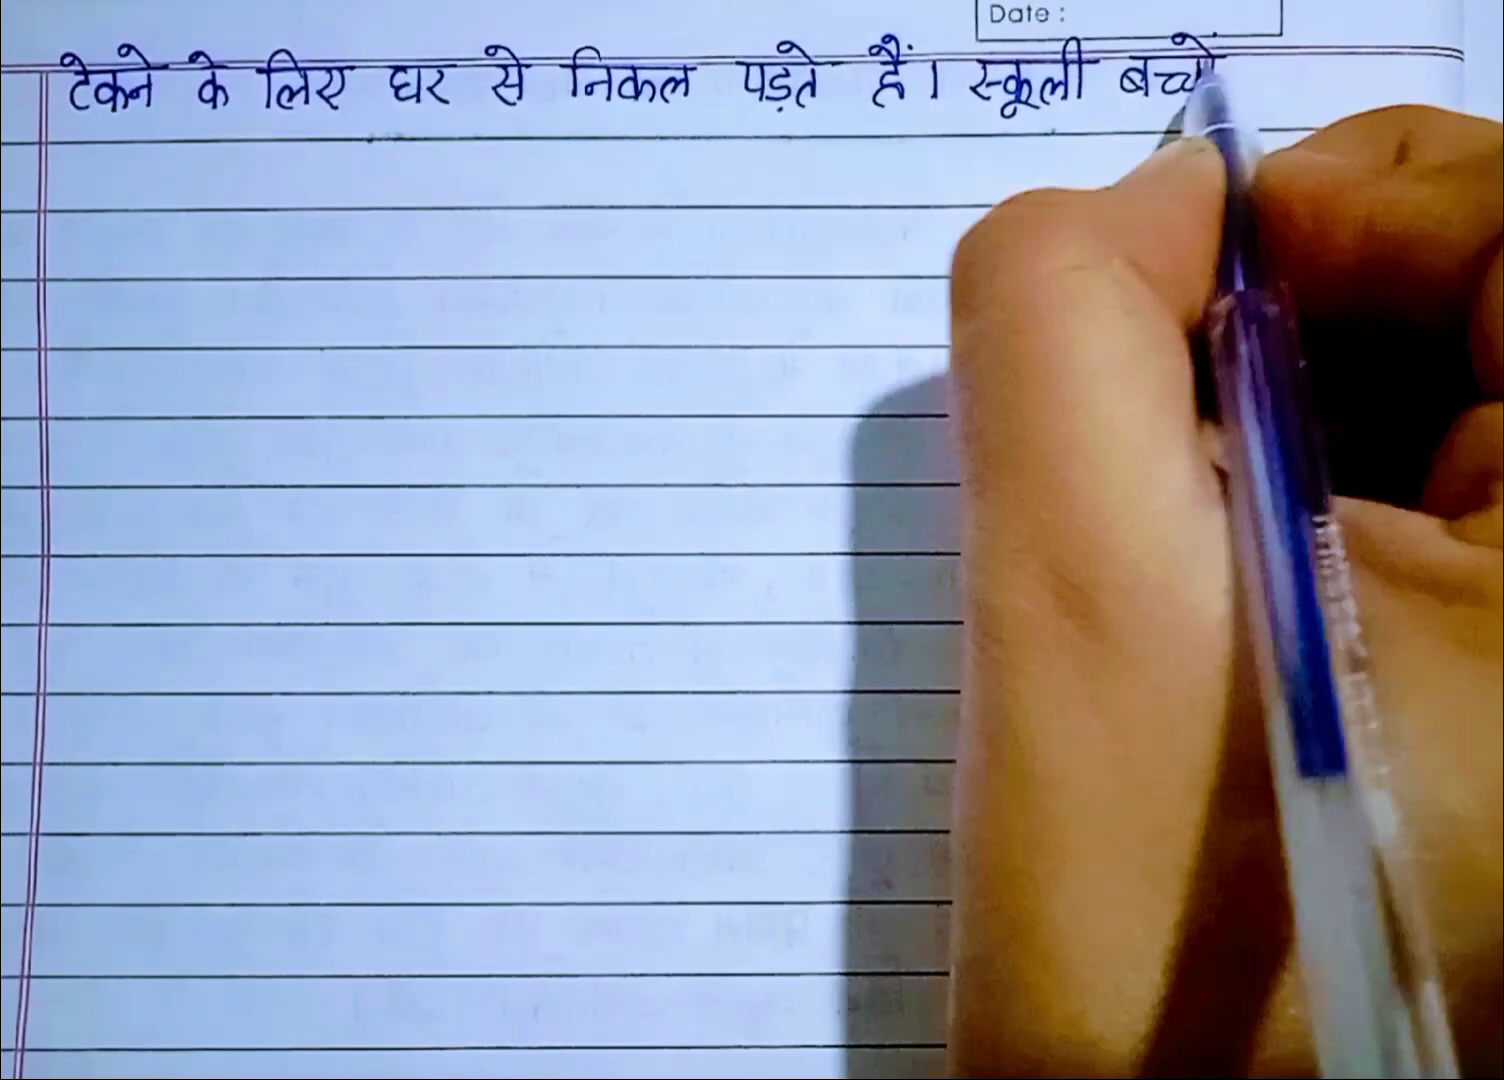 Date :
टेकने के लिए घर से निकल पड़ते हैं। स्कूली बच्चों